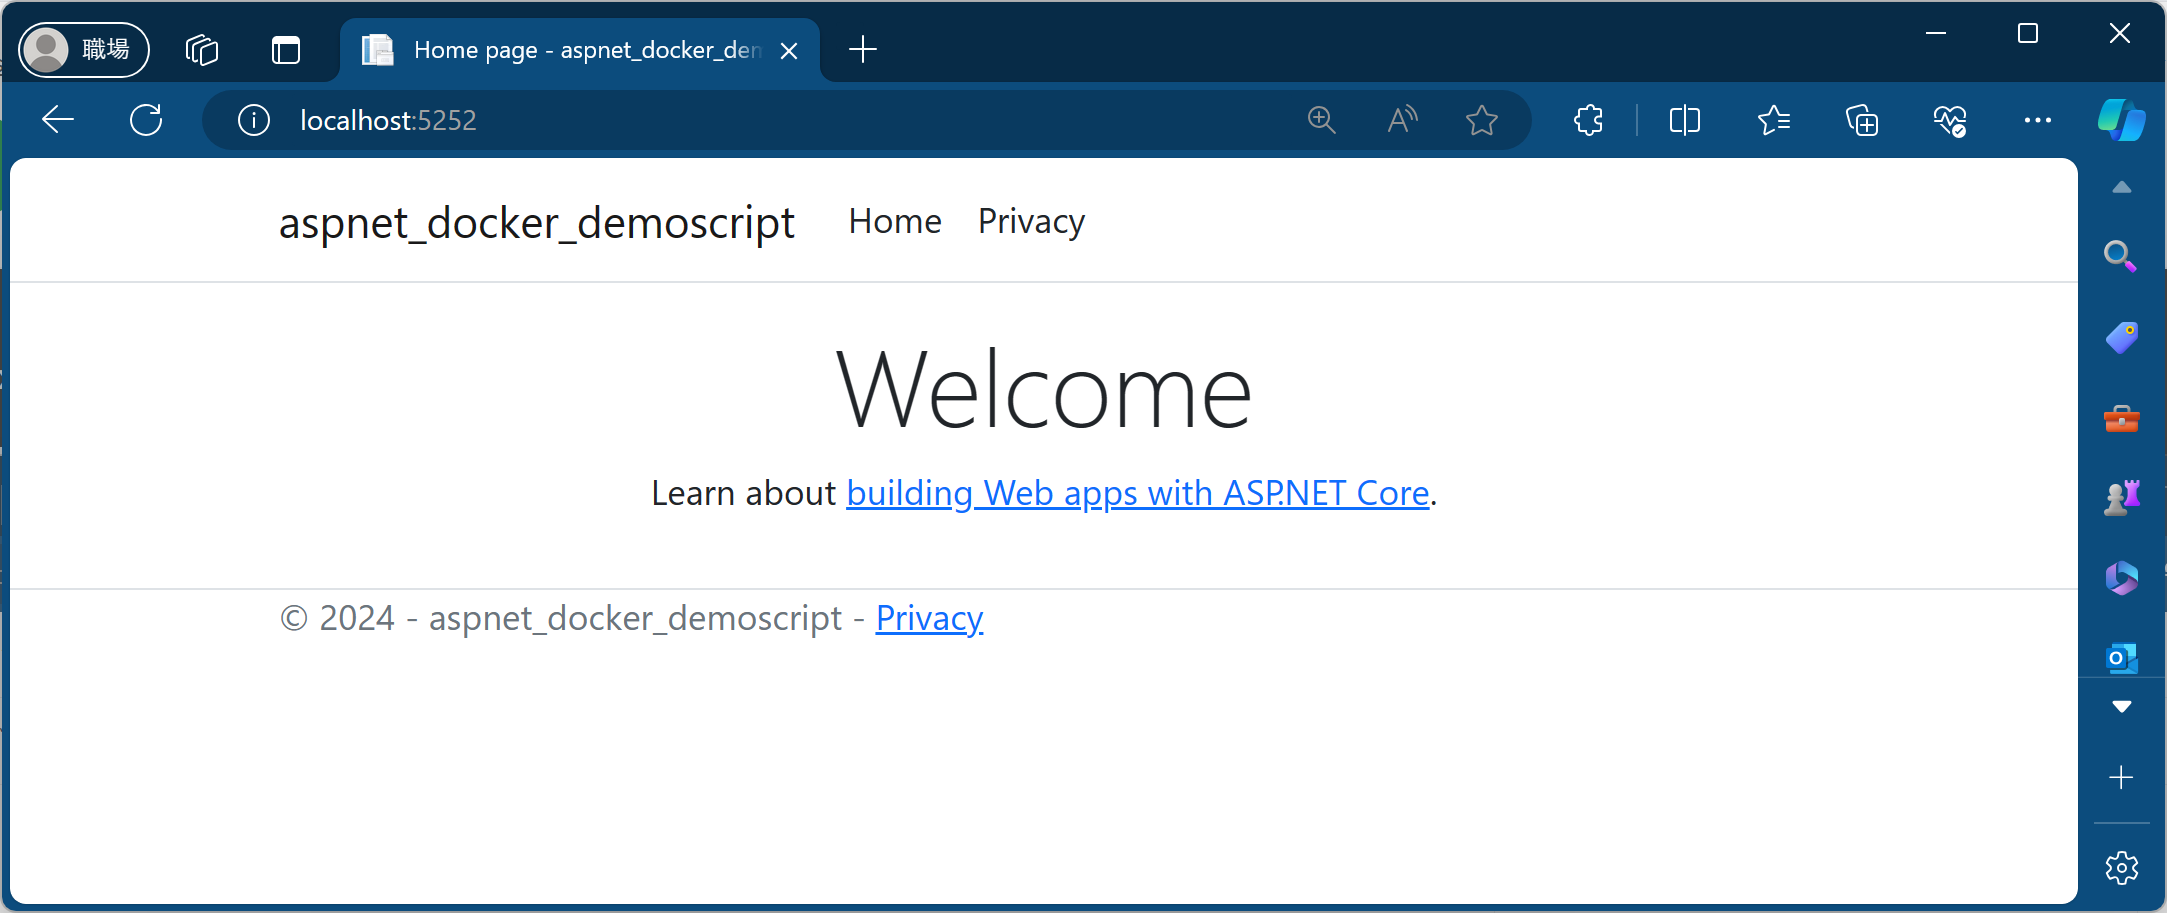 職場
Home page - aspnet_docker_den
localhost:5252
aspnet_docker_demoscript Home Privacy
Welcome
Learn about building Web apps with ASP.NET Core.
© 2024 - aspnet_docker_demoscript - Privacy